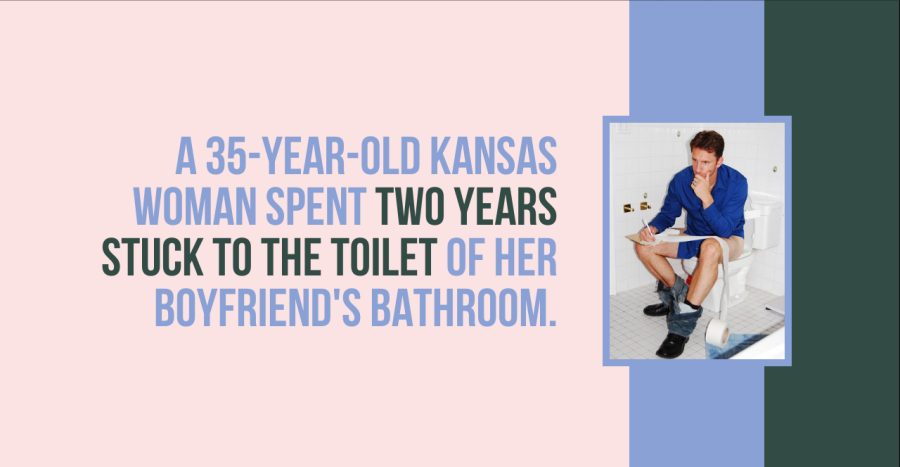 A 35-YEAR-OLD KANSAS
WOMAN SPENT TWO YEARS
STUCK TO THE TOILET OF HER
BOYFRIEND'S BATHROOM.